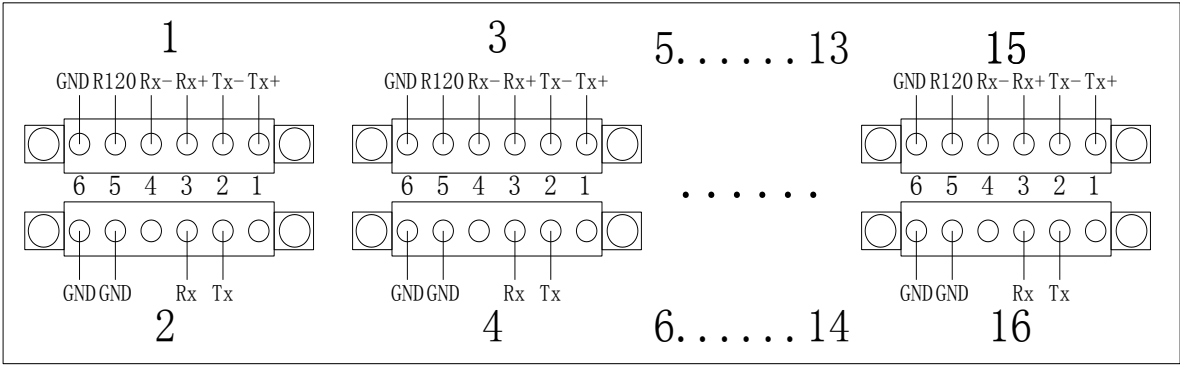 1 3 5......13 15
GND R120 Rx- Rx+ Tx- Tx+ GND R120 Rx- Rx+ Tx- Tx+ GND R120 Rx- Rx+ Tx- Tx+
6 5 4 3 2 1 6 5 4 3 2 1 ...... 6 5 4 3 2 1
GND GND Rx Tx GND GND Rx Tx GND GND Rx Tx
2 4 6......14 16